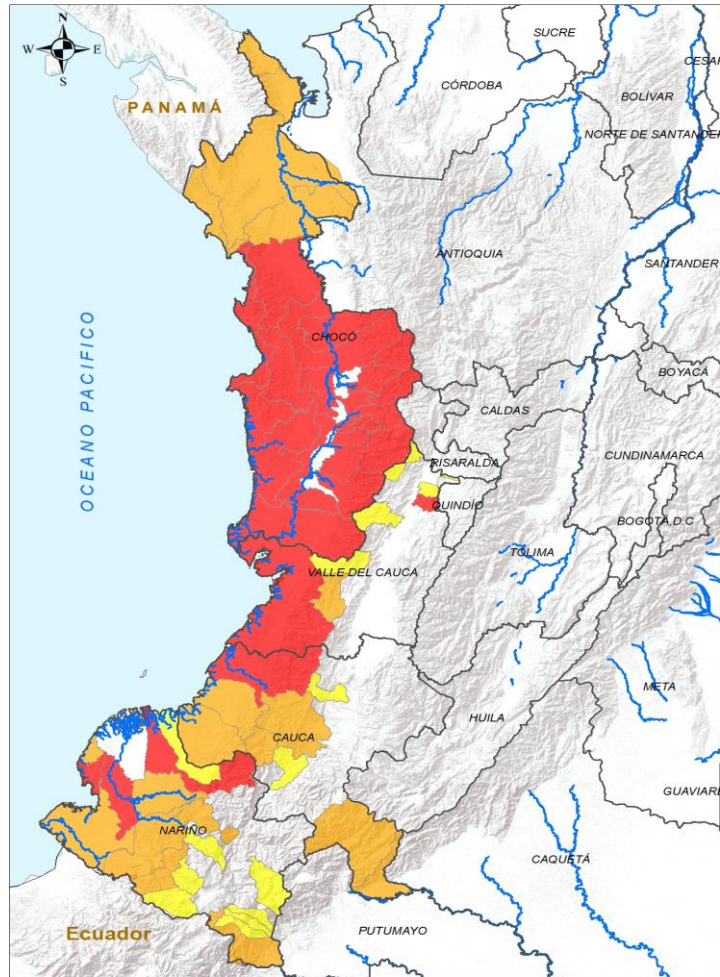 N
W E
S
SUCRE
CESAR
CÓRDOBA
BOLÍVAR
PANAMÁ
NORTE DE SANTANDER
ANTIOQUIA
SANTANDER
CHOCÓ
BOYACÁ
CALDAS
OCEANO PACIFICO
CUNDINAMARCA
RISARALDA
QUINDÍO
BOGOTÁ, D.C
TOLIMA
VALLE DEL CAUCA
META
HUILA
CAUCA
GUAVIARE
NARIÑO
CAQUETÁ
Ecuador
PUTUMAYO